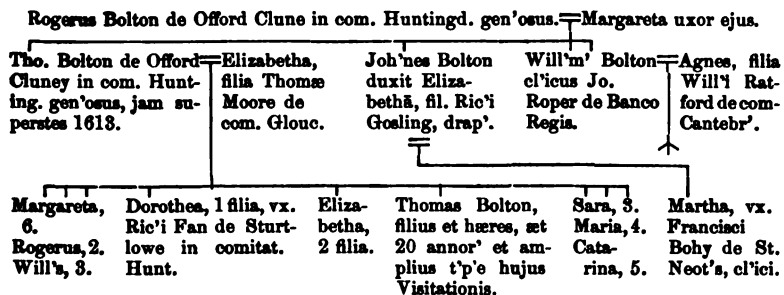 Rogerus Bolton de Offord Clune in com. Huntingd. gen'osus.=Margareta uxor ejus.
Tho. Bolton de Offord=Elizabetha,
Cluney in com. Hunt-
ing. gen'osus, jam su-
perstes 1613.
filia Thomæ
Moore de
com. Glouc.
Joh'nes Bolton
duxit Eliza-
bethā, fil. Ric'i
Gosling, drap'.
Will'm' Bolton=Agnes, filia
cl'icus Jo.
Roper de Banco
Regis.
Will'i Rat-
ford de com-
Cantebr'.
Margareta,
6.
Rogerus, 2.
Will's, 3.
Dorothea, 1 filia, vx.
Ric'i Fan de Sturt-
lowe in comitat.
Hunt.
Eliza-
betha,
2 filia.
Thomas Bolton,
filius et hæres, æt
20 annor' et am-
plius t'p'e hujus
Visitationis.
Sara, 3.
Maria, 4.
Cata-
rina, 5.
Martha, vx.
Francisci
Bohy de St.
Neot's, cl'ici.